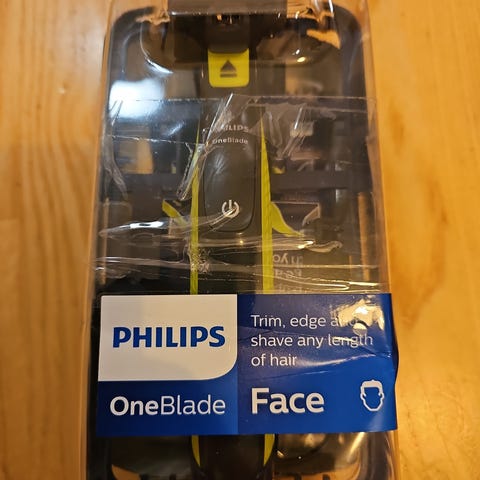 PHILIPS
OneBlade
PHILIPS
Trim, edge and
shave any length
of hair
OneBlade
Face